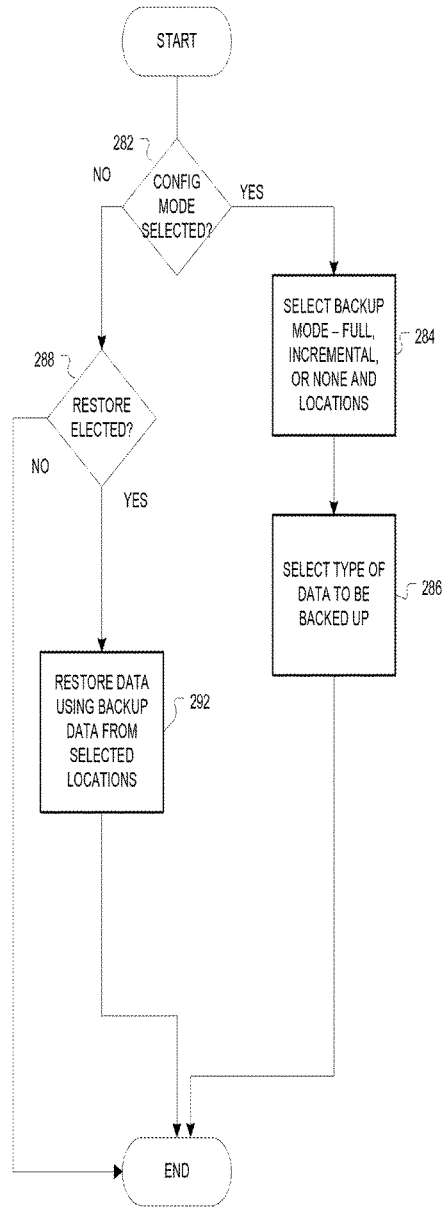 START
282
NO
CONFIG
MODE
SELECTED?
YES
SELECT BACKUP
MODE – FULL,
INCREMENTAL,
OR NONE AND
LOCATIONS
284
288
RESTORE
ELECTED?
NO
YES
SELECT TYPE OF
DATA TO BE
BACKED UP
286
RESTORE DATA
USING BACKUP
DATA FROM
SELECTED
LOCATIONS
292
END